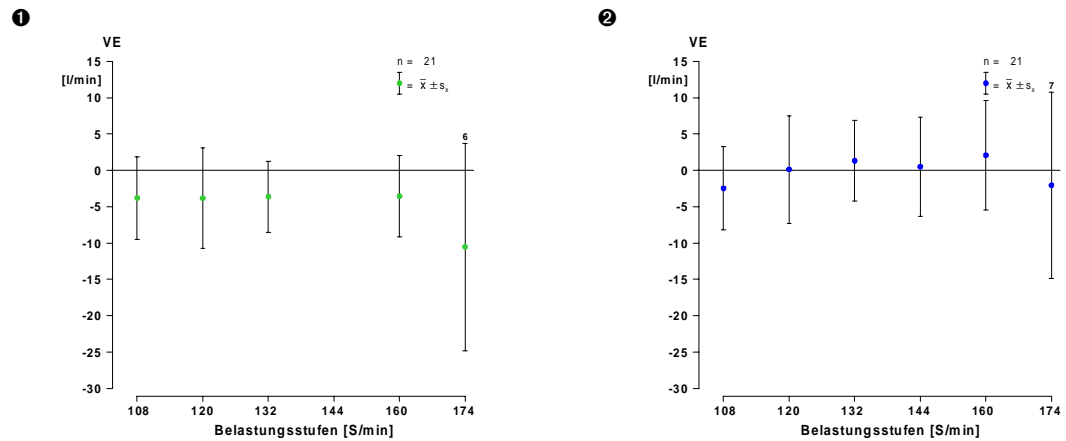 ❶
VE
[l/min]
n = 21
= x̅ ± sₓ
6
15
10
5
0
-5
-10
-15
-20
-25
-30
108 120 132 144 160 174
Belastungsstufen [S/min]
❷
VE
[l/min]
n = 21
= x̅ ± sₓ
7
15
10
5
0
-5
-10
-15
-20
-25
-30
108 120 132 144 160 174
Belastungsstufen [S/min]